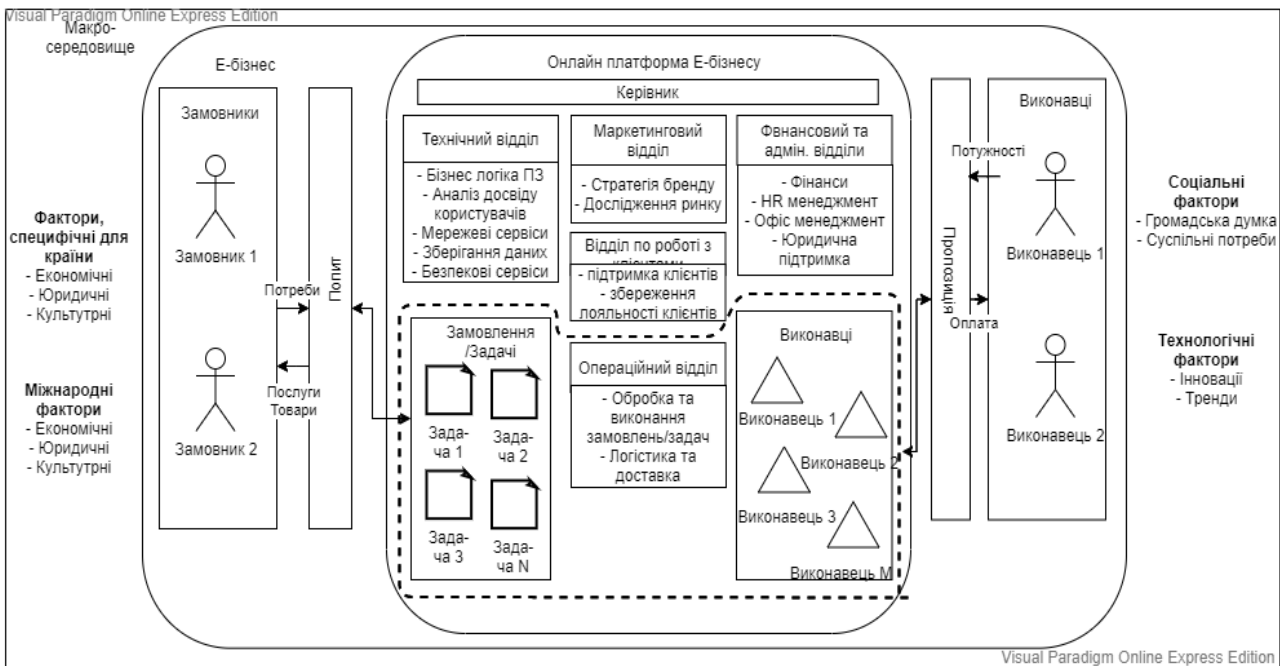 Visual Paradigm Online Express Edition
Макро-
середовище
Е-бізнес
Онлайн платформа Е-бізнесу
Керівник
Замовники
Замовник 1
Замовник 2
Потреби
Послуги
Товари
Попит
Технічний відділ
- Бізнес логіка ПЗ
- Аналіз досвіду
користувачів
- Мережеві сервіси
- Зберігання даних
- Безпекові сервіси
Маркетинговий
відділ
- Стратегія бренду
- Дослідження ринку
Фвнансовий та
адмін. відділи
- Фінанси
- HR менеджмент
- Офіс менеджмент
- Юридична
підтримка
Відділ по роботі з
клієнтами
- підтримка клієнтів
- збереження
лояльності клієнтів
Замовлення
/Задачі
Зада-
ча 1
Зада-
ча 2
Зада-
ча 3
Зада-
ча N
Операційний відділ
- Обробка та
виконання
замовлень/задач
- Логістика та
доставка
Виконавці
Виконавець 1
Виконавець 2
Виконавець 3
Виконавець М
Пропозиція
Потужності
Оплата
Виконавці
Виконавець 1
Виконавець 2
Фактори,
специфічні для
країни
- Економічні
- Юридичні
- Культутрні
Міжнародні
фактори
- Економічні
- Юридичні
- Культутрні
Соціальні
фактори
- Громадська думка
- Суспільні потреби
Технологічні
фактори
- Інновації
- Тренди
Visual Paradigm Online Express Edition